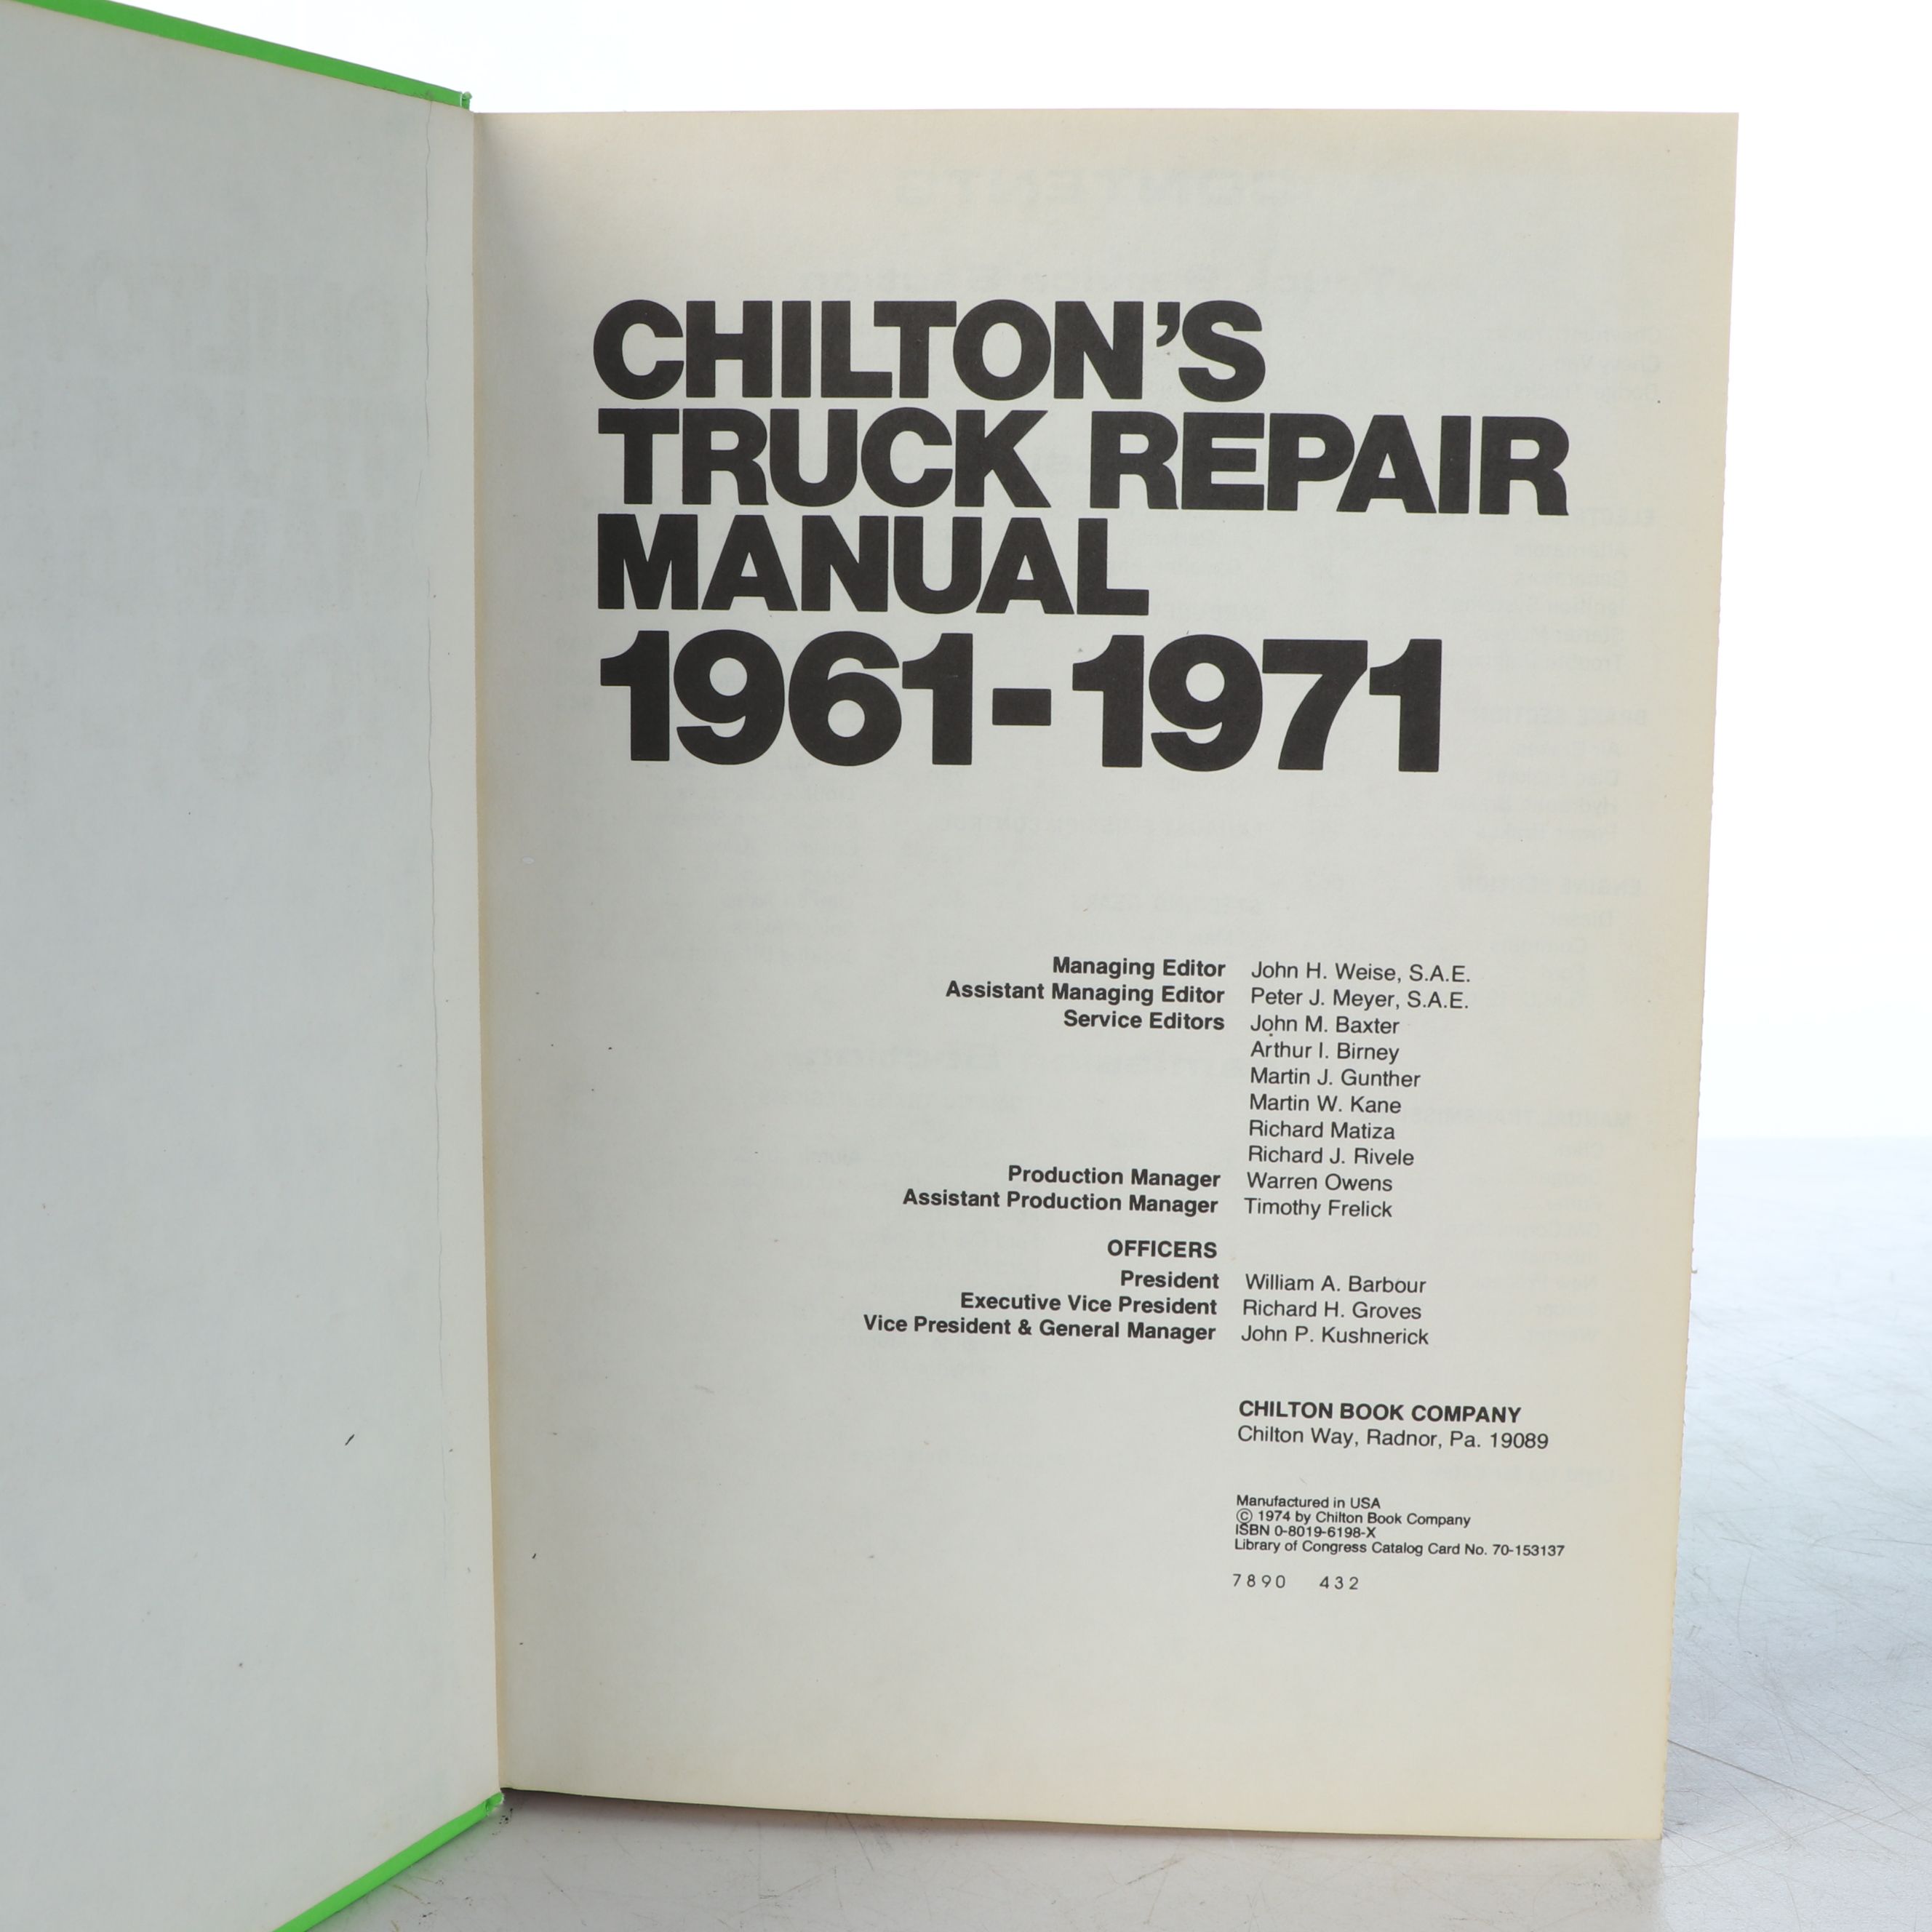 CHILTON'S
TRUCK REPAIR
MANUAL
1961-1971
Managing Editor John H. Weise, S.A.E.
Assistant Managing Editor Peter J. Meyer, S.A.E.
Service Editors John M. Baxter
Arthur I. Birney
Martin J. Gunther
Martin W. Kane
Richard Matiza
Richard J. Rivele
Production Manager Warren Owens
Assistant Production Manager Timothy Frelick
OFFICERS
President William A. Barbour
Executive Vice President Richard H. Groves
Vice President & General Manager John P. Kushnerick
CHILTON BOOK COMPANY
Chilton Way, Radnor, Pa. 19089
Manufactured in USA
© 1974 by Chilton Book Company
ISBN 0-8019-6198-X
Library of Congress Catalog Card No. 70-153137
7890 432